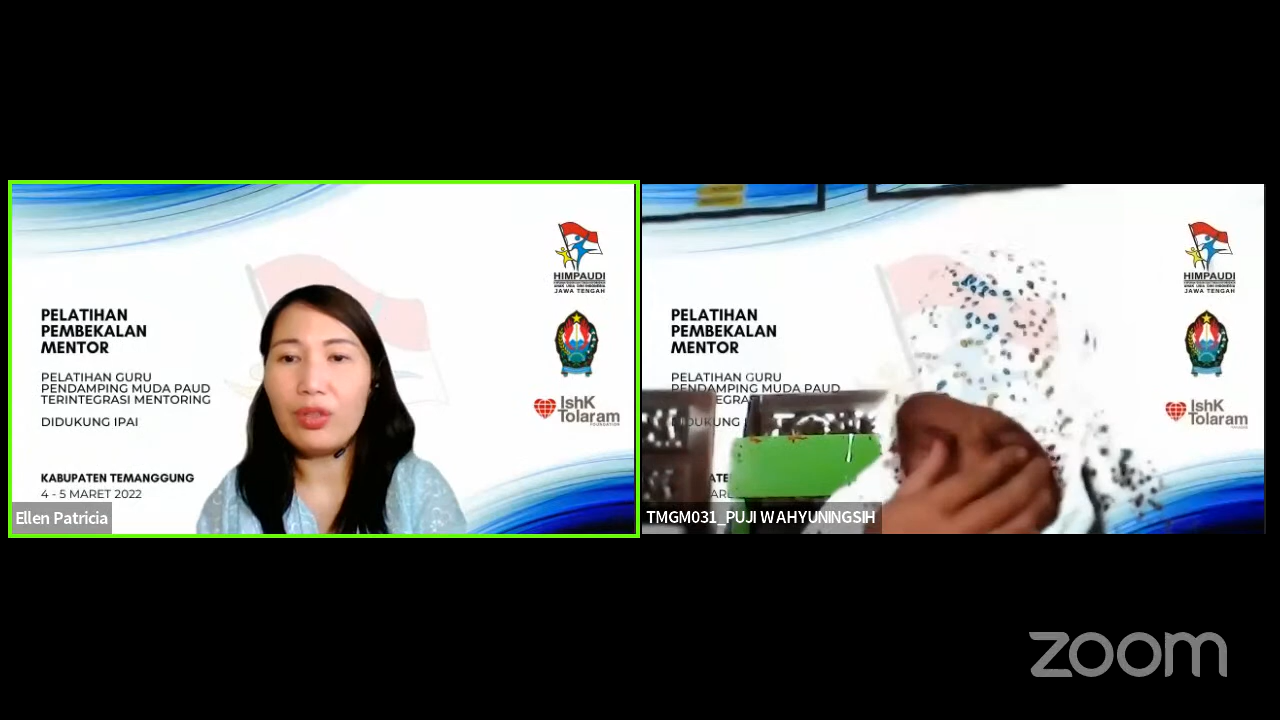 PELATIHAN
PEMBEKALAN
MENTOR
PELATIHAN GURU
PENDAMPING MUDA PAUD
TERINTEGRASI MENTORING
DIDUKUNG IPAI
KABUPATEN TEMANGGUNG
4 - 5 MARET 2022
Ellen Patricia
HIMPAUDI
JAWA TENGAH
IshK
Tolaram
FOUNDATION
PELATIHAN
PEMBEKALAN
MENTOR
PELATIHAN GURU
PENDAMPING MUDA PAUD
TMGM031_PUJI WAHYUNINGSIH
HIMPAUDI
JAWA TENGAH
IshK
Tolaram
zoom